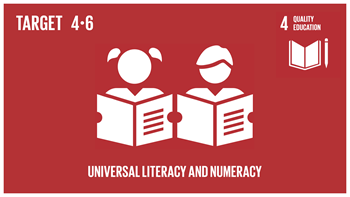 TARGET 4·6
4 QUALITY
EDUCATION
UNIVERSAL LITERACY AND NUMERACY